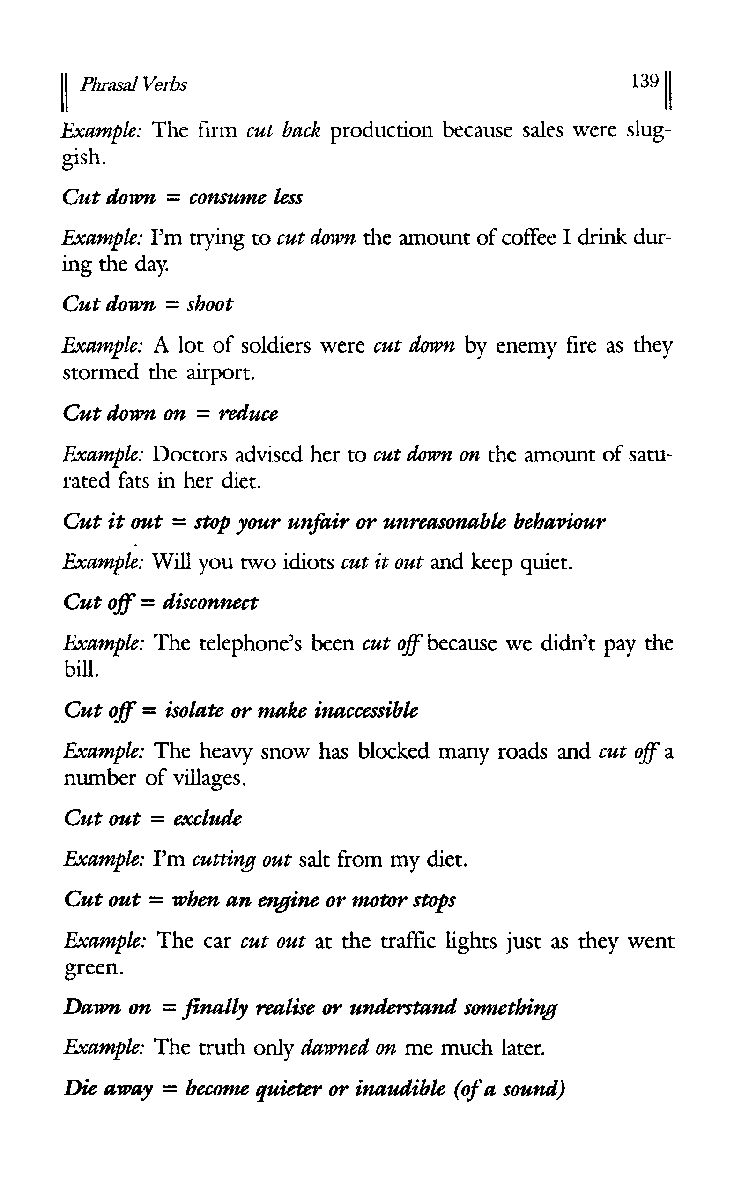 Phrasal Verbs 139
Example: The firm cut back production because sales were slug-
gish.
Cut down = consume less
Example: I'm trying to cut down the amount of coffee I drink dur-
ing the day.
Cut down = shoot
Example: A lot of soldiers were cut down by enemy fire as they
stormed the airport.
Cut down on = reduce
Example: Doctors advised her to cut down on the amount of satu-
rated fats in her diet.
Cut it out = stop your unfair or unreasonable behaviour
Example: Will you two idiots cut it out and keep quiet.
Cut off = disconnect
Example: The telephone's been cut off because we didn't pay the
bill.
Cut off = isolate or make inaccessible
Example: The heavy snow has blocked many roads and cut off a
number of villages.
Cut out = exclude
Example: I'm cutting out salt from my diet.
Cut out = when an engine or motor stops
Example: The car cut out at the traffic lights just as they went
green.
Dawn on = finally realise or understand something
Example: The truth only dawned on me much later.
Die away = become quieter or inaudible (of a sound)